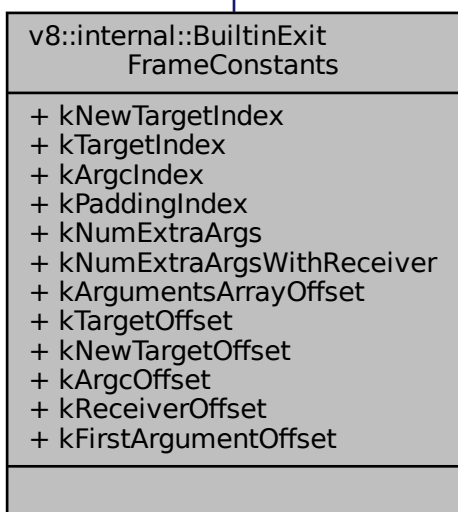 v8::internal::BuiltinExit
FrameConstants
+ kNewTargetIndex
+ kTargetIndex
+ kArgcIndex
+ kPaddingIndex
+ kNumExtraArgs
+ kNumExtraArgsWithReceiver
+ kArgumentsArrayOffset
+ kTargetOffset
+ kNewTargetOffset
+ kArgcOffset
+ kReceiverOffset
+ kFirstArgumentOffset